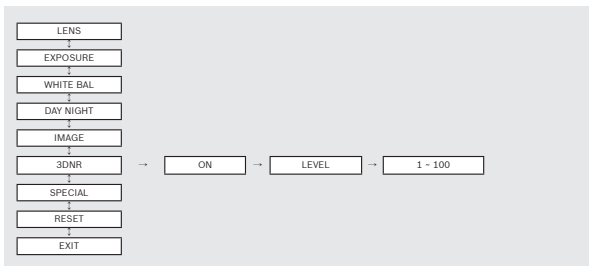 LENS
EXPOSURE
WHITE BAL
DAY NIGHT
IMAGE
3DNR → ON → LEVEL → 1 – 100
SPECIAL
RESET
EXIT